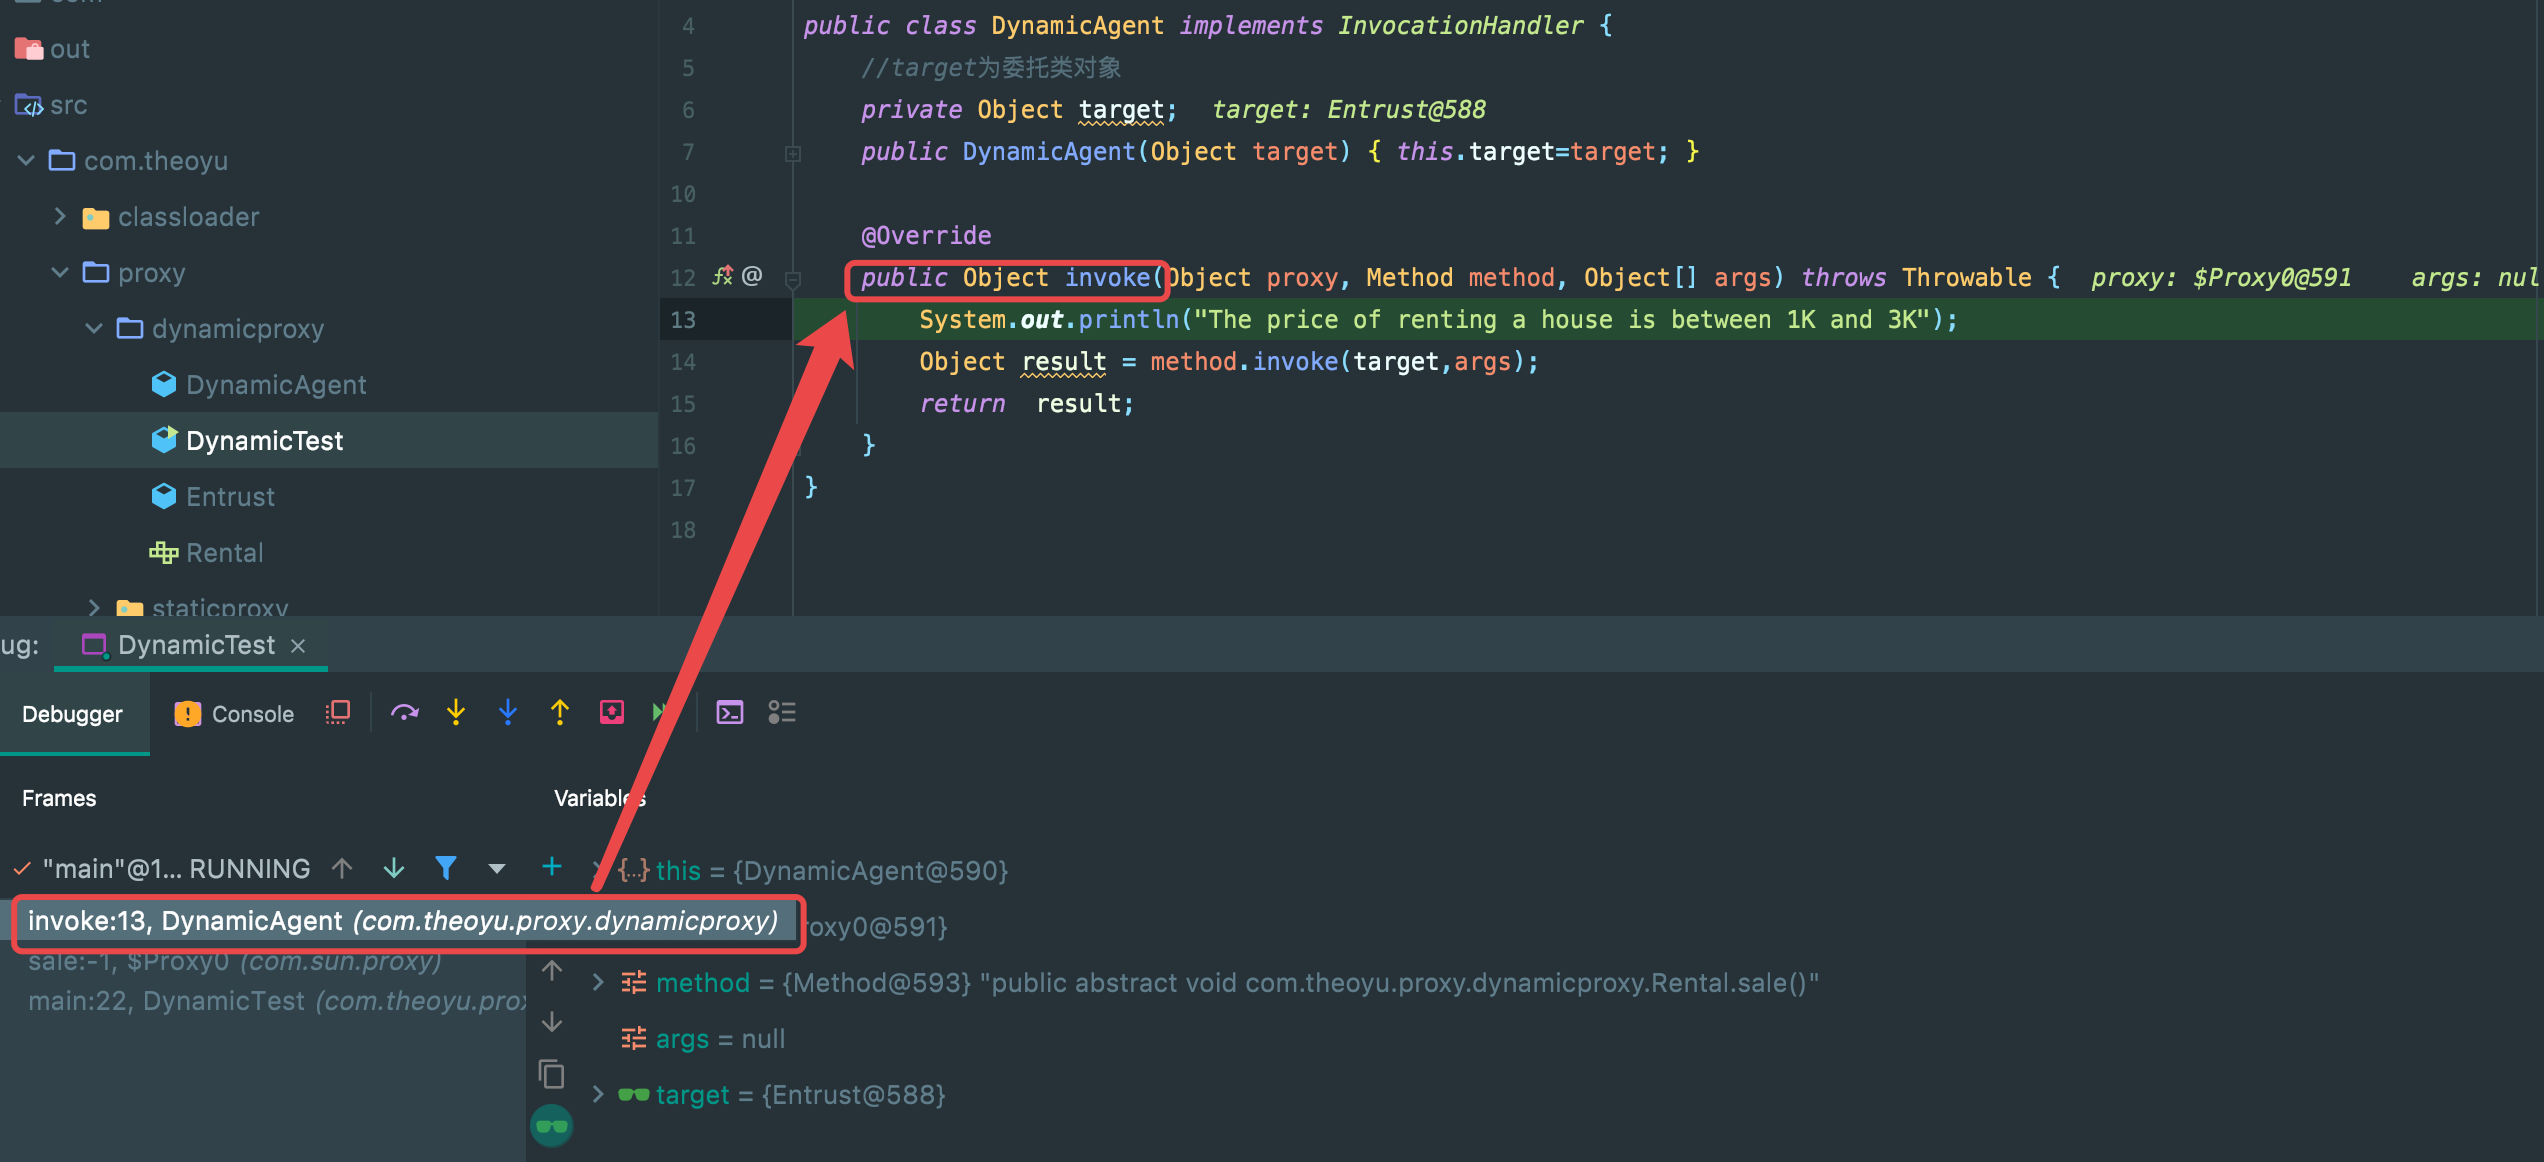 out
src
com.theoyu
classloader
proxy
dynamicproxy
DynamicAgent
DynamicTest
Entrust
Rental
staticproxy
4 public class DynamicAgent implements InvocationHandler {
5 //target为委托类对象
6 private Object target; target: Entrust@588
7 public DynamicAgent(Object target) { this.target=target; }
10
11 @Override
12 public Object invoke(Object proxy, Method method, Object[] args) throws Throwable { proxy: $Proxy0@591 args: nul
13 System.out.println("The price of renting a house is between 1K and 3K");
14 Object result = method.invoke(target,args);
15 return result;
16 }
17 }
18
ug: DynamicTest ×
Debugger Console
Frames
Variables
"main"@1... RUNNING
invoke:13, DynamicAgent (com.theoyu.proxy.dynamicproxy)
sale:-1, $Proxy0 (com.sun.proxy)
main:22, DynamicTest (com.theoyu.prox
this = {DynamicAgent@590}
roxy0@591}
method = {Method@593} "public abstract void com.theoyu.proxy.dynamicproxy.Rental.sale()"
args = null
target = {Entrust@588}